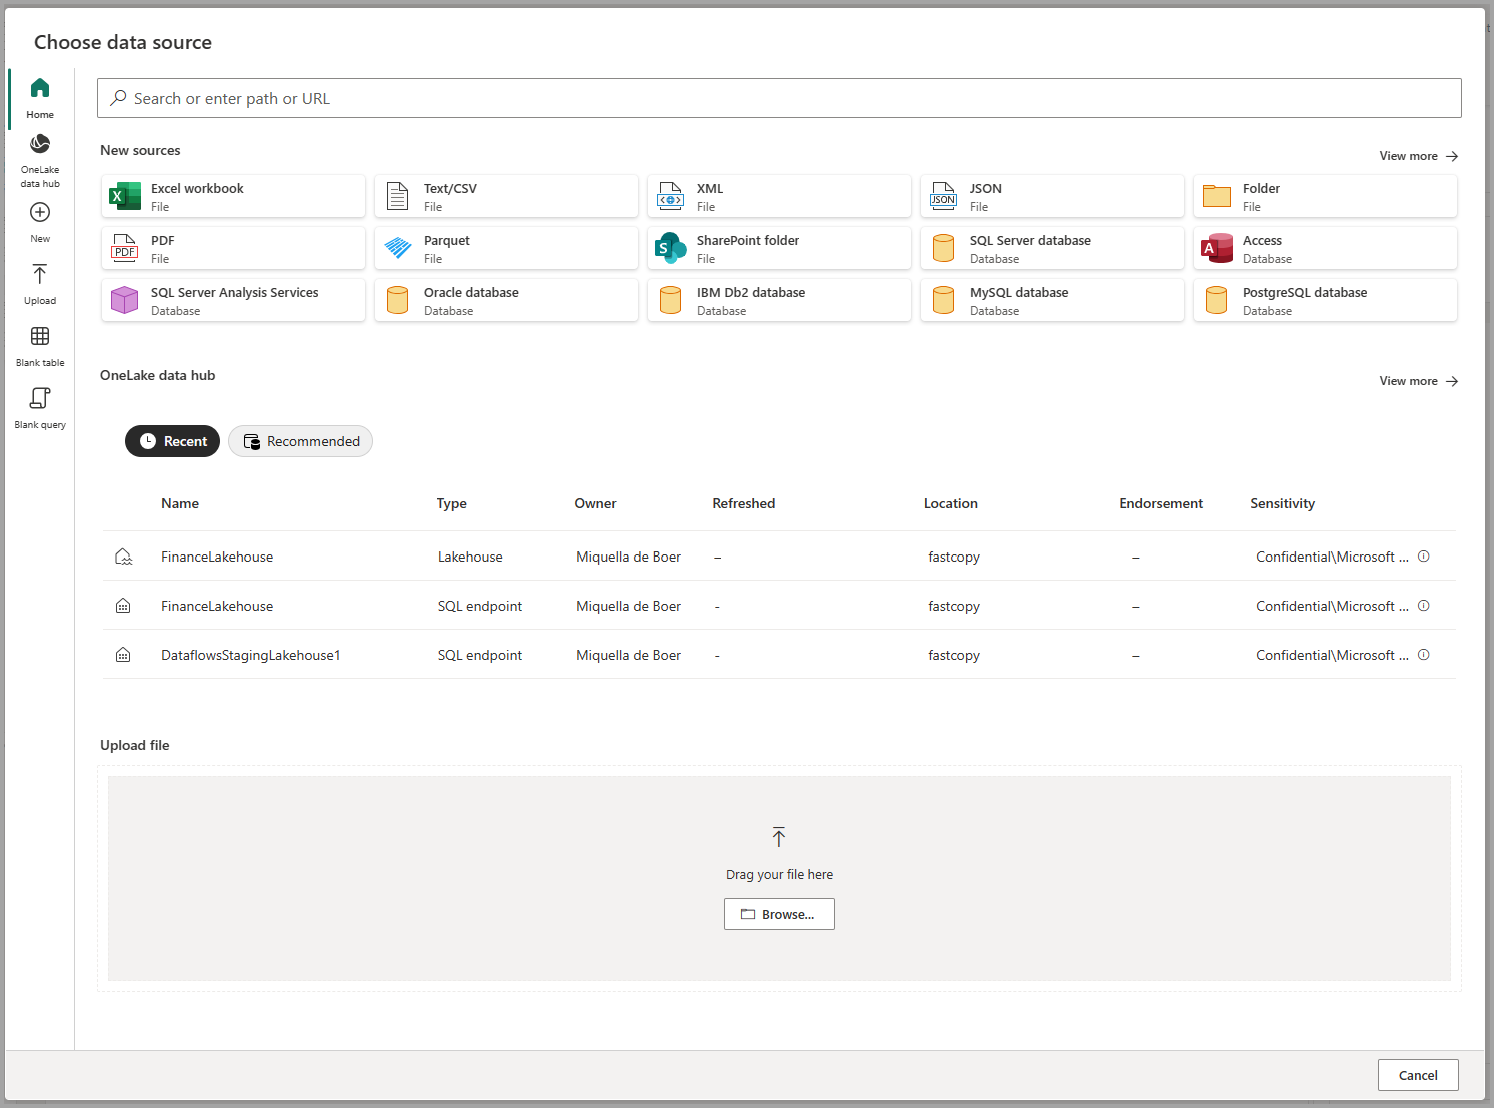 Choose data source
Home
OneLake
data hub
New
Upload
Blank table
Blank query
Search or enter path or URL
New sources
View more
Excel workbook
File
Text/CSV
File
XML
File
JSON
JSON
File
Folder
File
PDF
PDF
File
Parquet
File
S
SharePoint folder
File
SQL Server database
Database
A
Access
Database
SQL Server Analysis Services
Database
Oracle database
Database
IBM Db2 database
Database
MySQL database
Database
PostgreSQL database
Database
OneLake data hub
View more
Recent
Recommended
Name Type Owner Refreshed Location Endorsement Sensitivity
FinanceLakehouse Lakehouse Miquella de Boer – fastcopy – Confidential\Microsoft ...
FinanceLakehouse SQL endpoint Miquella de Boer - fastcopy – Confidential\Microsoft ...
DataflowsStagingLakehouse1 SQL endpoint Miquella de Boer - fastcopy – Confidential\Microsoft ...
Upload file
Drag your file here
Browse...
Cancel